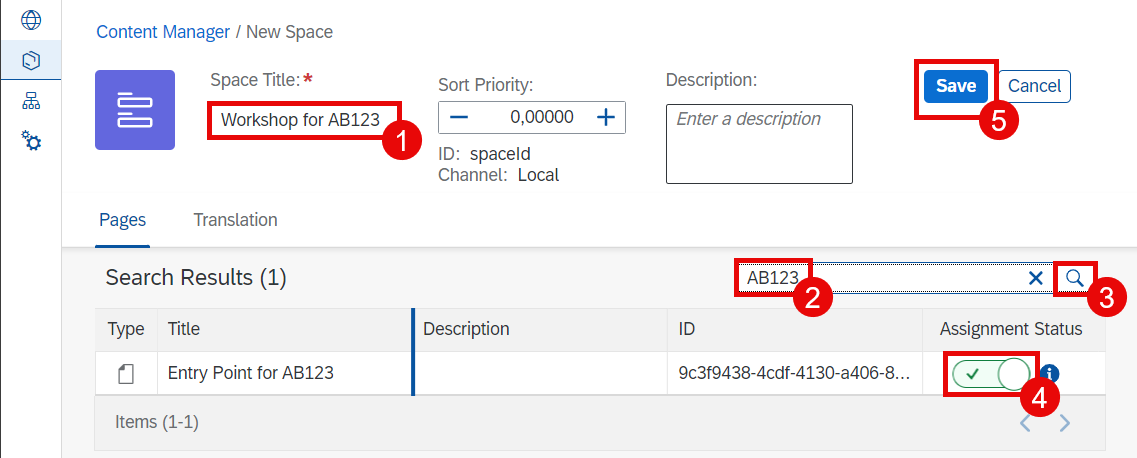 Content Manager / New Space
Space Title:*
Workshop for AB123
1
Sort Priority:
0,00000
ID: spaceId
Channel: Local
Description:
Enter a description
Save
Cancel
5
Pages
Translation
Search Results (1)
AB123
2
3
Type
Title
Description
ID
Assignment Status
Entry Point for AB123
9c3f9438-4cdf-4130-a406-8...
4
Items (1-1)